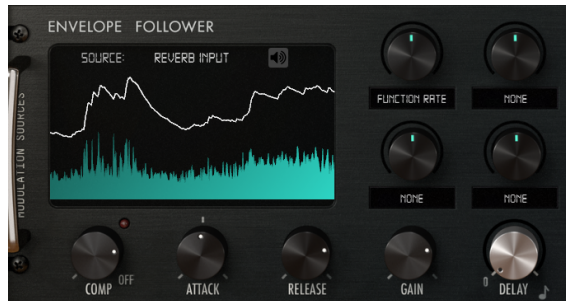 ENVELOPE FOLLOWER
SOURCE: REVERB INPUT
FUNCTION RATE
NONE
NONE
NONE
MODULATION SOURCES
COMP
OFF
ATTACK
RELEASE
GAIN
0
DELAY